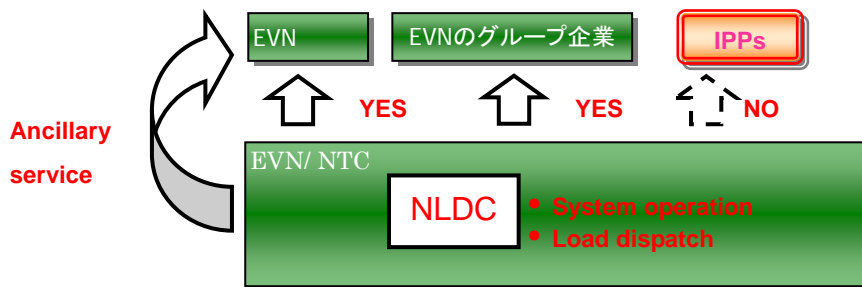 EVN
EVNのグループ企業
IPPs
YES
YES
NO
Ancillary
service
EVN/ NTC
NLDC
• System operation
• Load dispatch